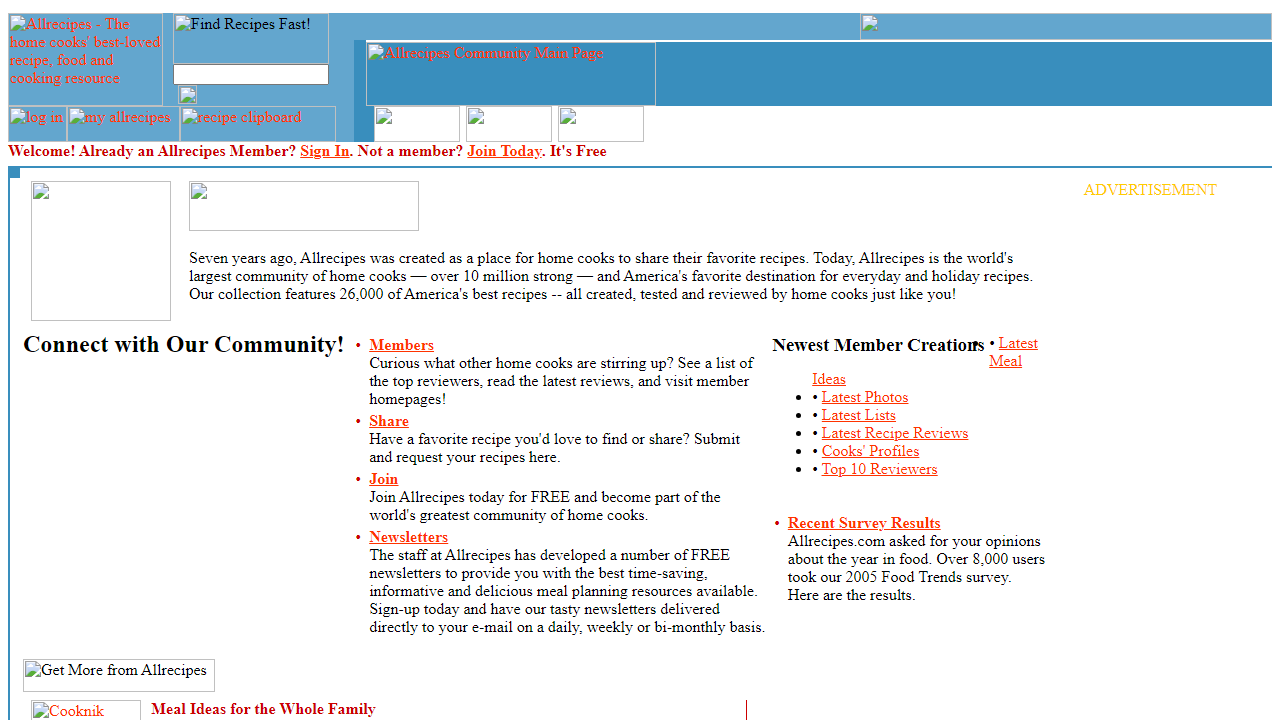 Allrecipes - The
home cooks' best-loved
recipe, food and
cooking resource
Find Recipes Fast!
Allrecipes Community Main Page
log in
my allrecipes
recipe clipboard
Welcome! Already an Allrecipes Member? Sign In. Not a member? Join Today. It's Free
ADVERTISEMENT
Seven years ago, Allrecipes was created as a place for home cooks to share their favorite recipes. Today, Allrecipes is the world's
largest community of home cooks — over 10 million strong — and America's favorite destination for everyday and holiday recipes.
Our collection features 26,000 of America's best recipes -- all created, tested and reviewed by home cooks just like you!
Connect with Our Community!
• Members
Curious what other home cooks are stirring up? See a list of
the top reviewers, read the latest reviews, and visit member
homepages!
• Share
Have a favorite recipe you'd love to find or share? Submit
and request your recipes here.
• Join
Join Allrecipes today for FREE and become part of the
world's greatest community of home cooks.
• Newsletters
The staff at Allrecipes has developed a number of FREE
newsletters to provide you with the best time-saving,
informative and delicious meal planning resources available.
Sign-up today and have our tasty newsletters delivered
directly to your e-mail on a daily, weekly or bi-monthly basis.
Newest Member Creations
• Latest
Meal
Ideas
• • Latest Photos
• • Latest Lists
• • Latest Recipe Reviews
• • Cooks' Profiles
• • Top 10 Reviewers
• Recent Survey Results
Allrecipes.com asked for your opinions
about the year in food. Over 8,000 users
took our 2005 Food Trends survey.
Here are the results.
Get More from Allrecipes
Cooknik
Meal Ideas for the Whole Family